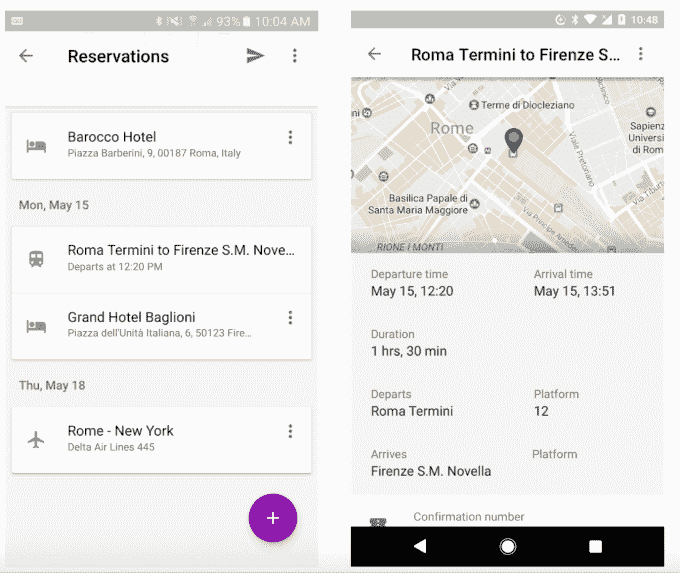 93% 10:04 AM
Reservations
Barocco Hotel
Piazza Barberini, 9, 00187 Roma, Italy
Mon, May 15
Roma Termini to Firenze S.M. Nove...
Departs at 12:20 PM
Grand Hotel Baglioni
Piazza dell'Unità Italiana, 6, 50123 Fire...
Thu, May 18
Rome - New York
Delta Air Lines 445
+
10:48
Roma Termini to Firenze S...
Terme di Diocleziano
Rome
Sapienza
Universi
di Rom
Viale Pretoriano
Basilica Papale di
Santa Maria Maggiore
Via Principe Amedeo
Via Tibur
RIONE I MONTI
Departure time
May 15, 12:20
Arrival time
May 15, 13:51
Duration
1 hrs, 30 min
Departs
Roma Termini
Platform
12
Arrives
Firenze S.M. Novella
Platform
Confirmation number